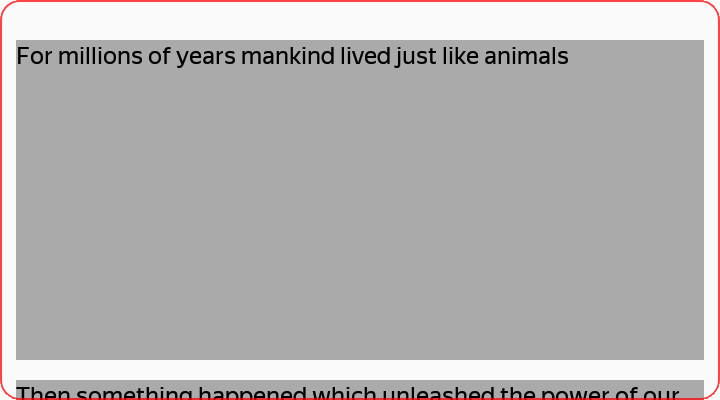 For millions of years mankind lived just like animals
Then something happened which unleashed the power of our